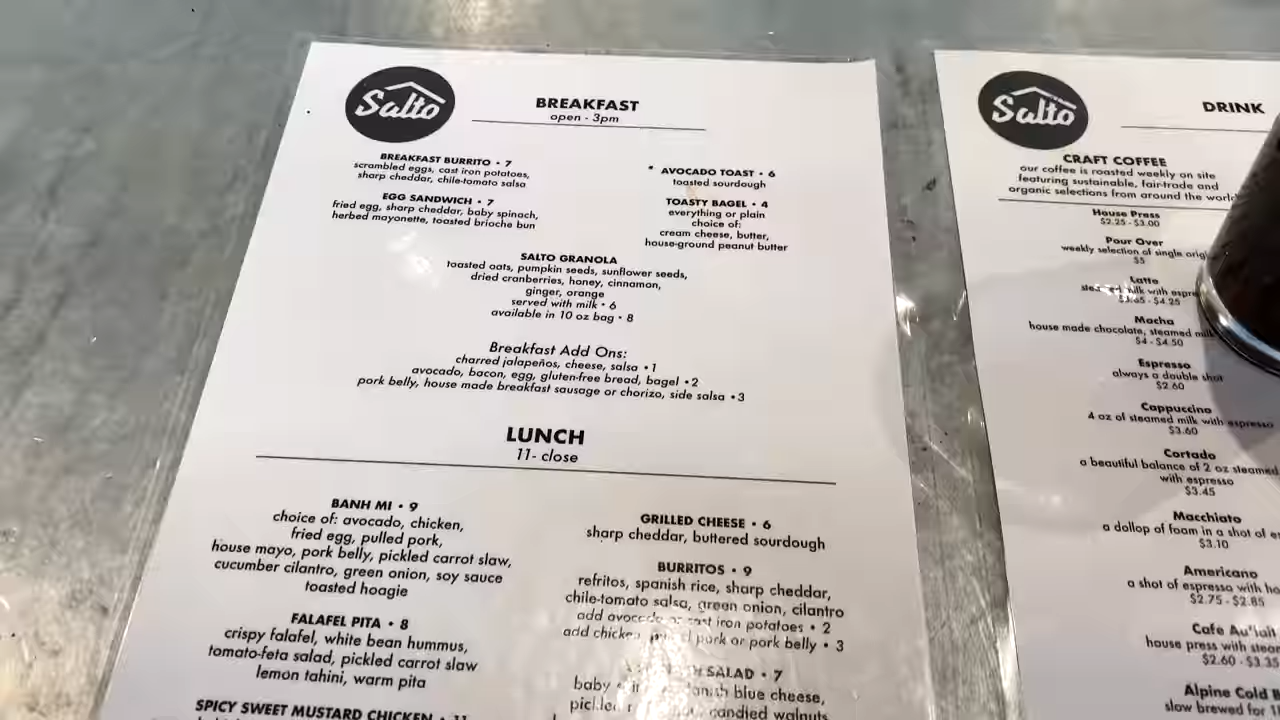 Salto
BREAKFAST
open - 3pm
BREAKFAST BURRITO • 7
scrambled eggs, cast iron potatoes,
sharp cheddar, chile-tomato salsa
EGG SANDWICH • 7
fried egg, sharp cheddar, baby spinach,
herbed mayonette, toasted brioche bun
* AVOCADO TOAST • 6
toasted sourdough
TOASTY BAGEL • 4
everything or plain
choice of:
cream cheese, butter,
house-ground peanut butter
SALTO GRANOLA
toasted oats, pumpkin seeds, sunflower seeds,
dried cranberries, honey, cinnamon,
ginger, orange
served with milk • 6
available in 10 oz bag • 8
Breakfast Add Ons:
charred jalapeños, cheese, salsa • 1
avocado, bacon, egg, gluten-free bread, bagel • 2
pork belly, house made breakfast sausage or chorizo, side salsa • 3
LUNCH
11- close
BANH MI • 9
choice of: avocado, chicken,
fried egg, pulled pork,
house mayo, pork belly, pickled carrot slaw,
cucumber cilantro, green onion, soy sauce
toasted hoagie
FALAFEL PITA • 8
crispy falafel, white bean hummus,
tomato-feta salad, pickled carrot slaw
lemon tahini, warm pita
SPICY SWEET MUSTARD CHICKEN • 11
GRILLED CHEESE • 6
sharp cheddar, buttered sourdough
BURRITOS • 9
refritos, spanish rice, sharp cheddar,
chile-tomato salsa, green onion, cilantro
add avocado or cast iron potatoes • 2
add chicken, pulled pork or pork belly • 3
SALAD • 7
baby blue cheese,
candied walnuts
Salto
DRINK
CRAFT COFFEE
our coffee is roasted weekly on site
featuring sustainable, fair-trade and
organic selections from around the world
House Press
$2.25 - $3.00
Pour Over
weekly selection of single
$5
Latte
milk with
- $4.25
Mocha
house made chocolate, steamed milk
$4 - $4.50
Espresso
always a double shot
$2.60
Cappuccino
4 oz of steamed milk with espresso
$3.60
Cortado
a beautiful balance of 2 oz steamed
with espresso
$3.45
Macchiato
a dollop of foam in a shot of
$3.10
Americano
a shot of espresso with
$2.75 - $2.85
Cafe Au'lait
house press with
$2.60 -
Alpine Cold
slow brewed for